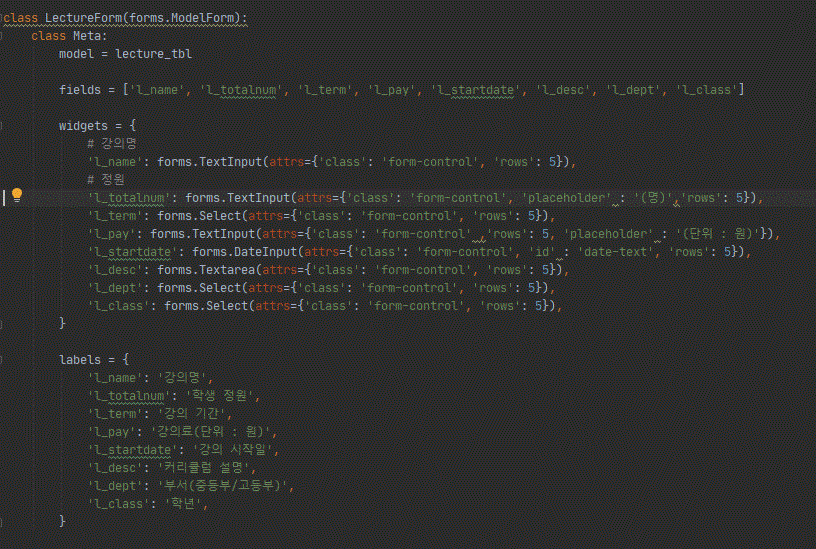 class LectureForm(forms.ModelForm):
    class Meta:
        model = lecture_tbl
        fields = ['l_name', 'l_totalnum', 'l_term', 'l_pay', 'l_startdate', 'l_desc', 'l_dept', 'l_class']
        widgets = {
            # 강의명
            'l_name': forms.TextInput(attrs={'class': 'form-control', 'rows': 5}),
            # 정원
            'l_totalnum': forms.TextInput(attrs={'class': 'form-control', 'placeholder' : '(명)','rows': 5}),
            'l_term': forms.Select(attrs={'class': 'form-control', 'rows': 5}),
            'l_pay': forms.TextInput(attrs={'class': 'form-control' ,'rows': 5, 'placeholder' : '(단위 : 원)'}),
            'l_startdate': forms.DateInput(attrs={'class': 'form-control', 'id' : 'date-text', 'rows': 5}),
            'l_desc': forms.Textarea(attrs={'class': 'form-control', 'rows': 5}),
            'l_dept': forms.Select(attrs={'class': 'form-control', 'rows': 5}),
            'l_class': forms.Select(attrs={'class': 'form-control', 'rows': 5}),
        }
        labels = {
            'l_name': '강의명',
            'l_totalnum': '학생 정원',
            'l_term': '강의 기간',
            'l_pay': '강의료(단위 : 원)',
            'l_startdate': '강의 시작일',
            'l_desc': '커리큘럼 설명',
            'l_dept': '부서(중등부/고등부)',
            'l_class': '학년',
        }